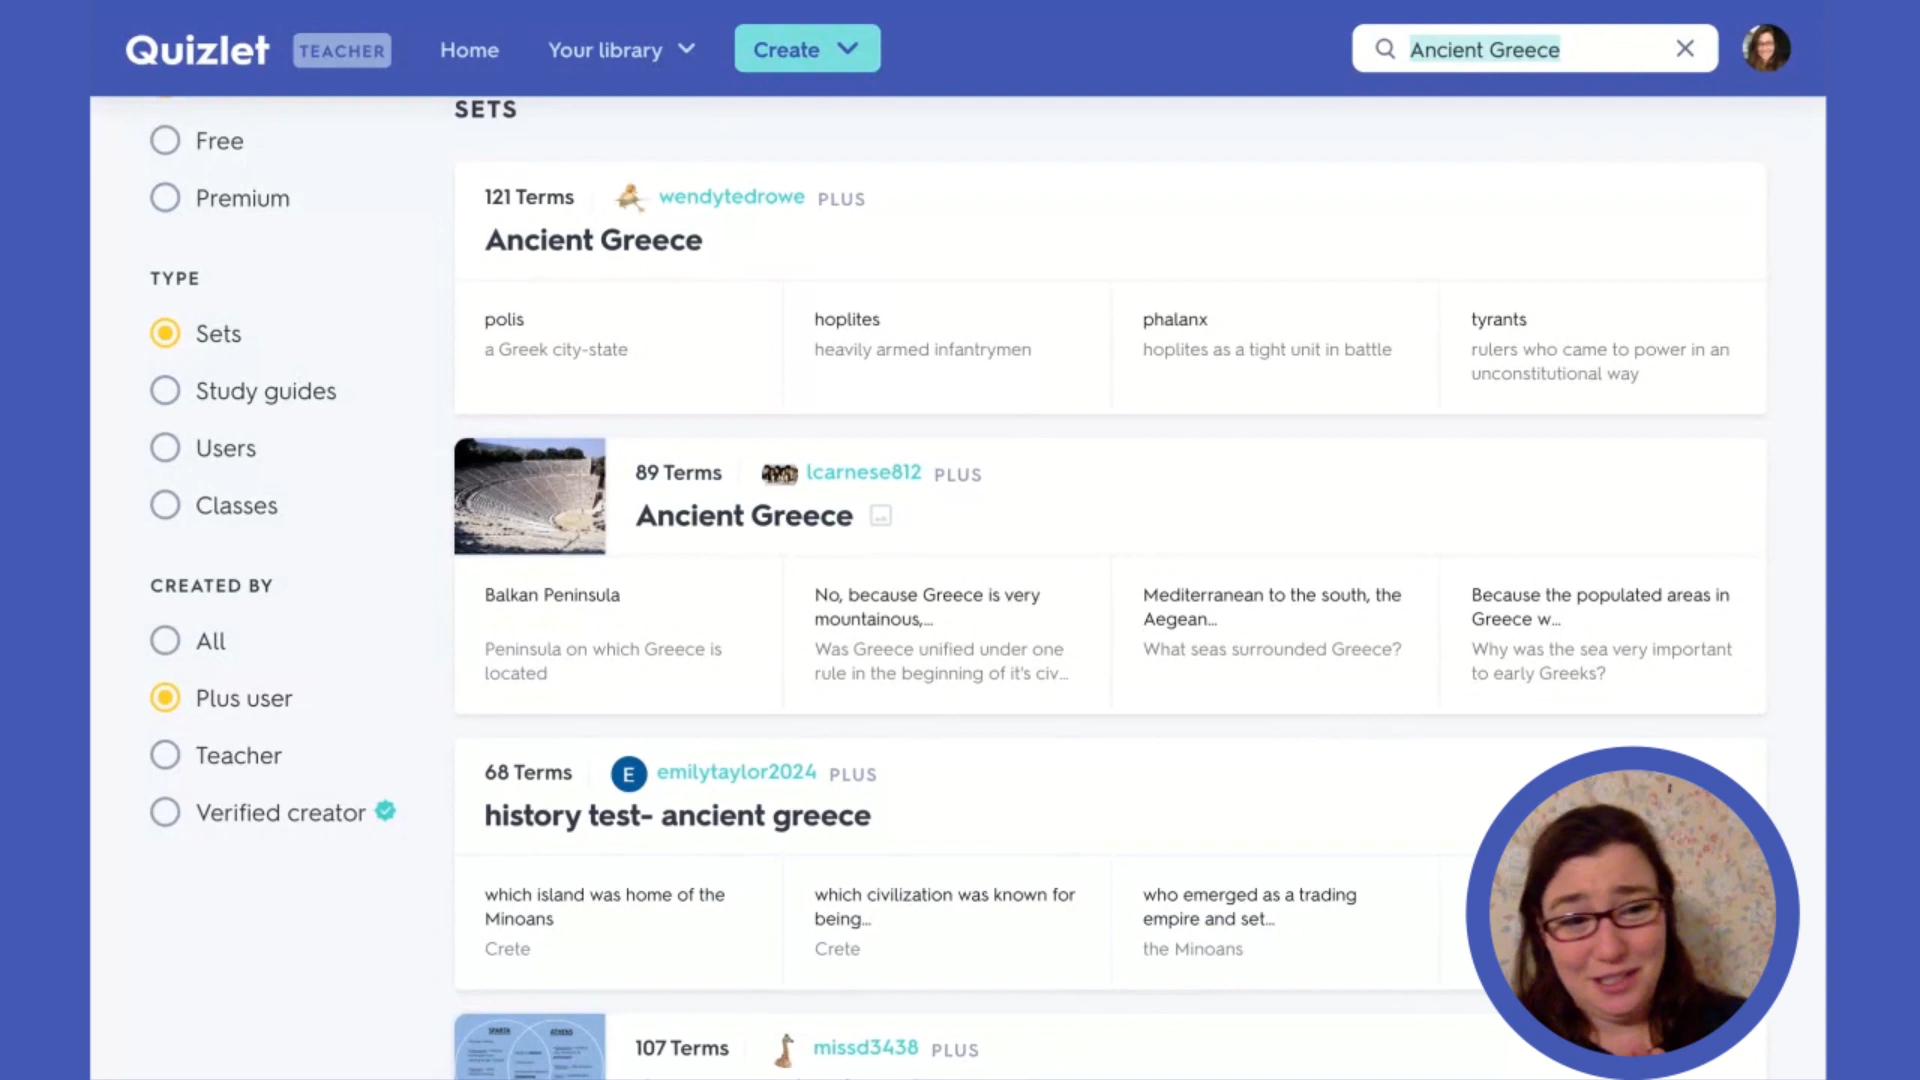 Quizlet TEACHER Home Your library Create Ancient Greece
SETS
Free
Premium
TYPE
Sets
Study guides
Users
Classes
CREATED BY
All
Plus user
Teacher
Verified creator
121 Terms wendytedrowe PLUS
Ancient Greece
polis
a Greek city-state
hoplites
heavily armed infantrymen
phalanx
hoplites as a tight unit in battle
tyrants
rulers who came to power in an
unconstitutional way
89 Terms lcarnese812 PLUS
Ancient Greece
Balkan Peninsula
Peninsula on which Greece is
located
No, because Greece is very
mountainous,...
Was Greece unified under one
rule in the beginning of it's civ...
Mediterranean to the south, the
Aegean...
What seas surrounded Greece?
Because the populated areas in
Greece w...
Why was the sea very important
to early Greeks?
68 Terms E emilytaylor2024 PLUS
history test- ancient greece
which island was home of the
Minoans
Crete
which civilization was known for
being...
Crete
who emerged as a trading
empire and set...
the Minoans
SPARTA ATHENS
107 Terms missd3438 PLUS